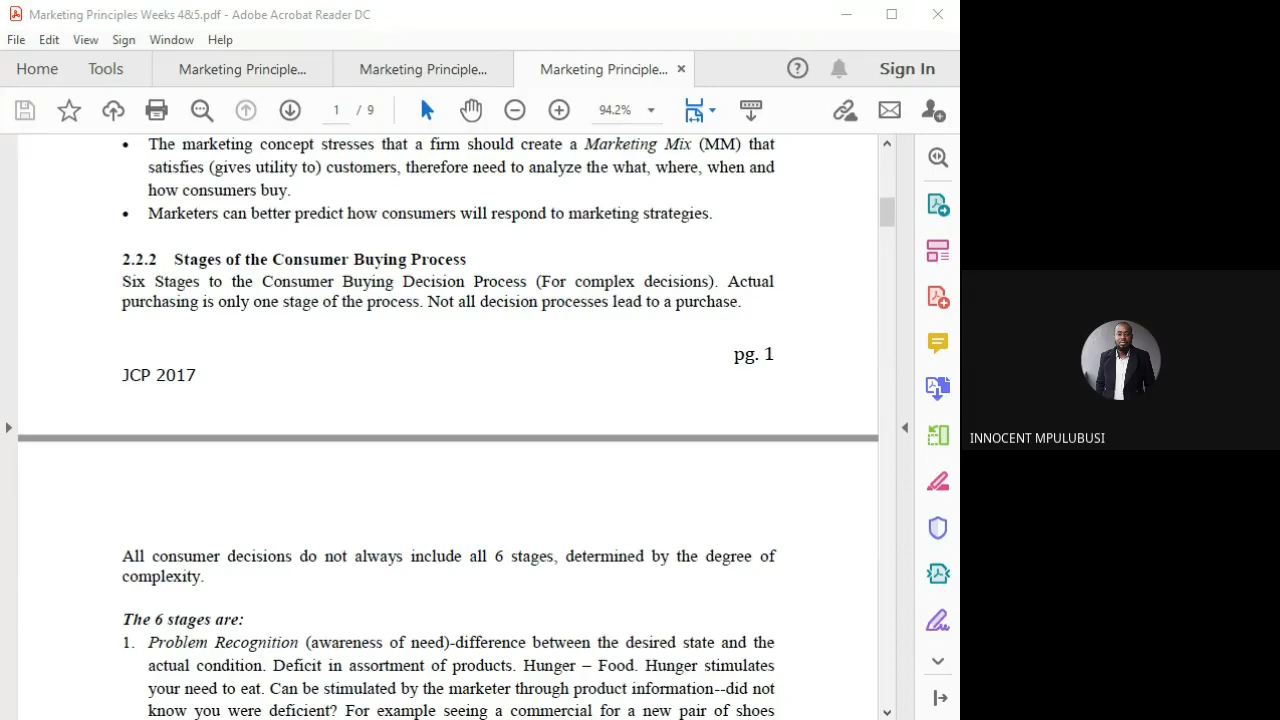 Marketing Principles Weeks 4&5.pdf - Adobe Acrobat Reader DC
File Edit View Sign Window Help
Home Tools Marketing Principle... Marketing Principle... Marketing Principle... Sign In
1 / 9 94.2%
• The marketing concept stresses that a firm should create a Marketing Mix (MM) that
satisfies (gives utility to) customers, therefore need to analyze the what, where, when and
how consumers buy.
• Marketers can better predict how consumers will respond to marketing strategies.
2.2.2 Stages of the Consumer Buying Process
Six Stages to the Consumer Buying Decision Process (For complex decisions). Actual
purchasing is only one stage of the process. Not all decision processes lead to a purchase.
pg. 1
JCP 2017
All consumer decisions do not always include all 6 stages, determined by the degree of
complexity.
The 6 stages are:
1. Problem Recognition (awareness of need)-difference between the desired state and the
actual condition. Deficit in assortment of products. Hunger – Food. Hunger stimulates
your need to eat. Can be stimulated by the marketer through product information--did not
know you were deficient? For example seeing a commercial for a new pair of shoes
INNOCENT MPULUBUSI